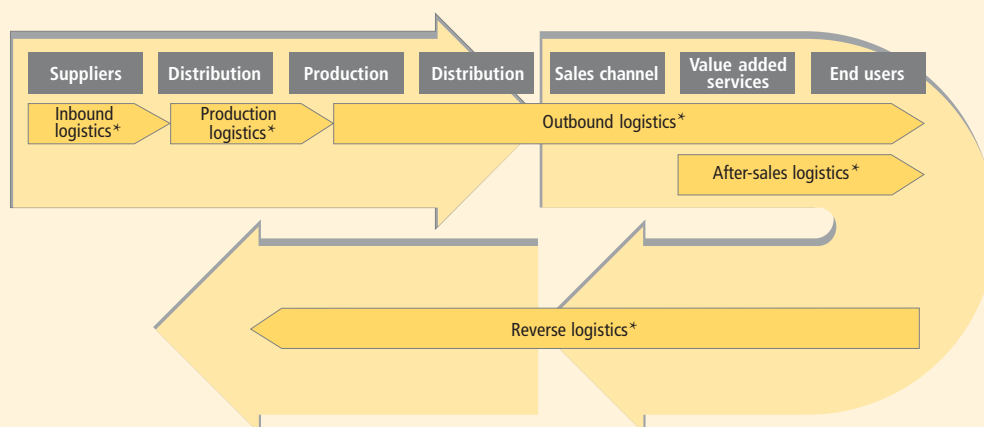 Suppliers
Distribution
Production
Distribution
Sales channel
Value added
services
End users
Inbound
logistics*
Production
logistics*
Outbound logistics*
After-sales logistics*
Reverse logistics*